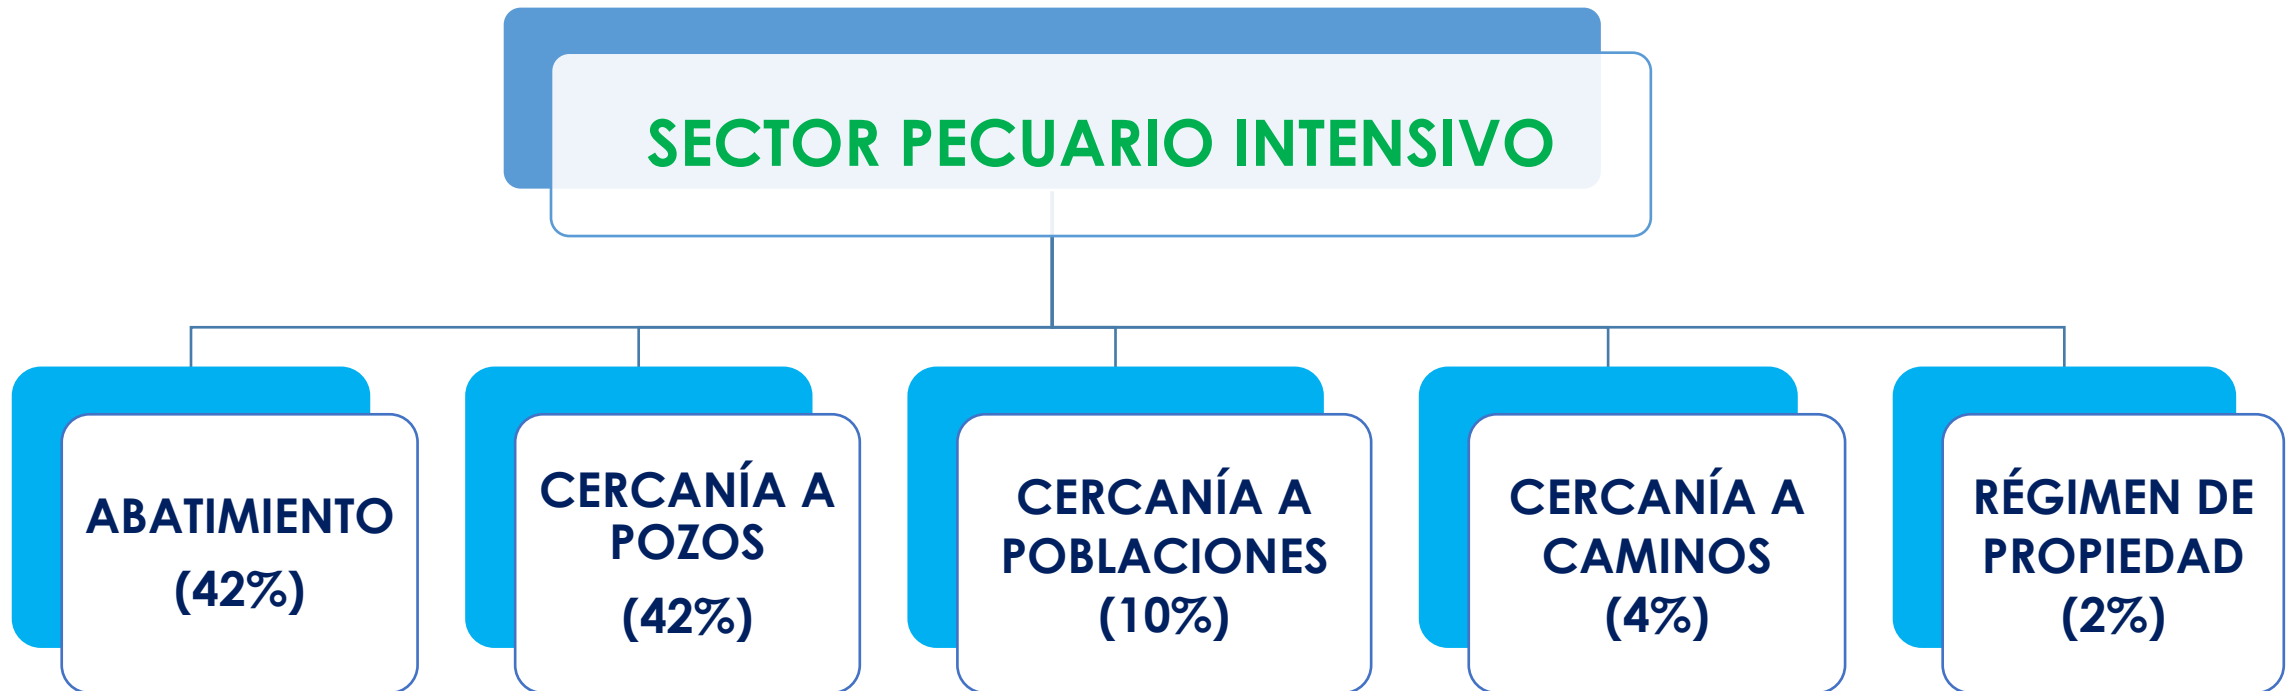 SECTOR PECUARIO INTENSIVO
ABATIMIENTO
(42%)
CERCANÍA A
POZOS
(42%)
CERCANÍA A
POBLACIONES
(10%)
CERCANÍA A
CAMINOS
(4%)
RÉGIMEN DE
PROPIEDAD
(2%)